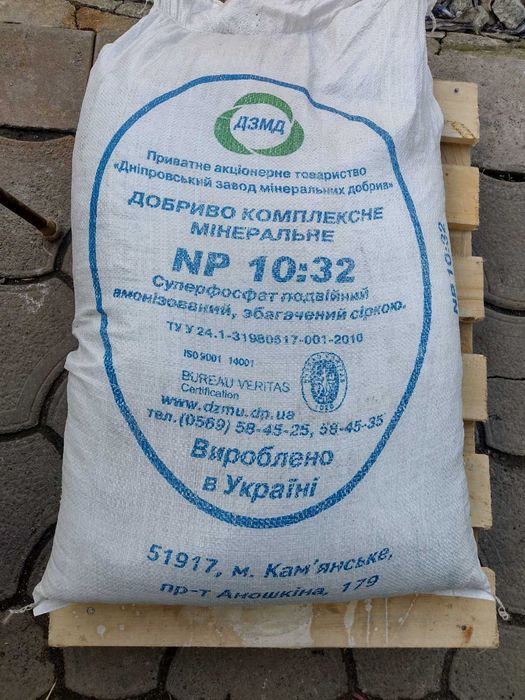 ДЗМД
Приватне акціонерне товариство
«Дніпровський завод мінеральних добрив»
ДОБРИВО КОМПЛЕКСНЕ
МІНЕРАЛЬНЕ
NP 10:32
Суперфосфат подвійний
амонізований, збагачений сіркою.
ТУ У 24.1-31980517-001-2010
ISO 9001 14001
BUREAU VERITAS
Certification
www.dzmu.dp.ua
тел.(0569) 58-45-25, 58-45-35
Вироблено
в Україні
51917, м. Кам'янське,
пр-т Аношкіна, 179
NP 10:32